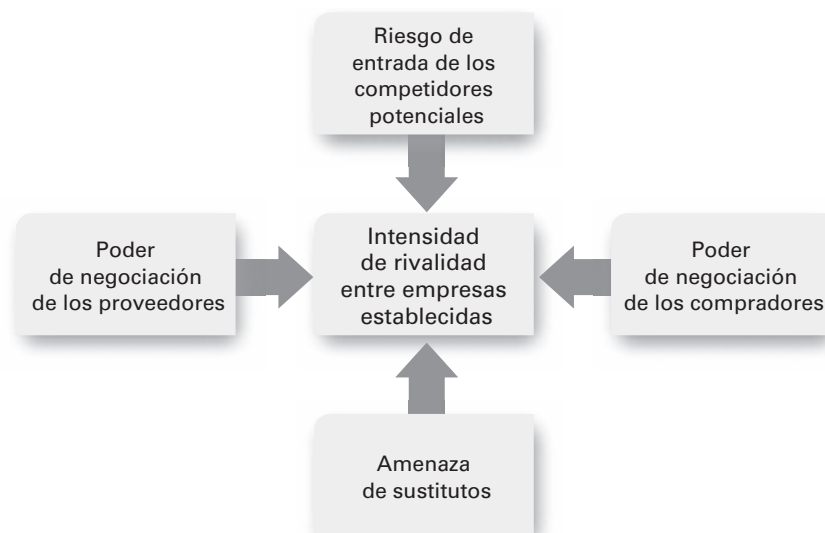 Riesgo de
entrada de los
competidores
potenciales
Poder
de negociación
de los proveedores
Intensidad
de rivalidad
entre empresas
establecidas
Poder
de negociación
de los compradores
Amenaza
de sustitutos